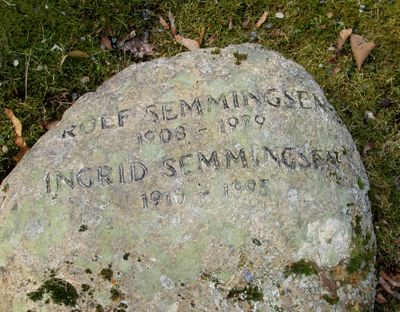 ROLF SEMMINGSEN
1908 - 1979
INGRID SEMMINGSEN
1910 - 1995